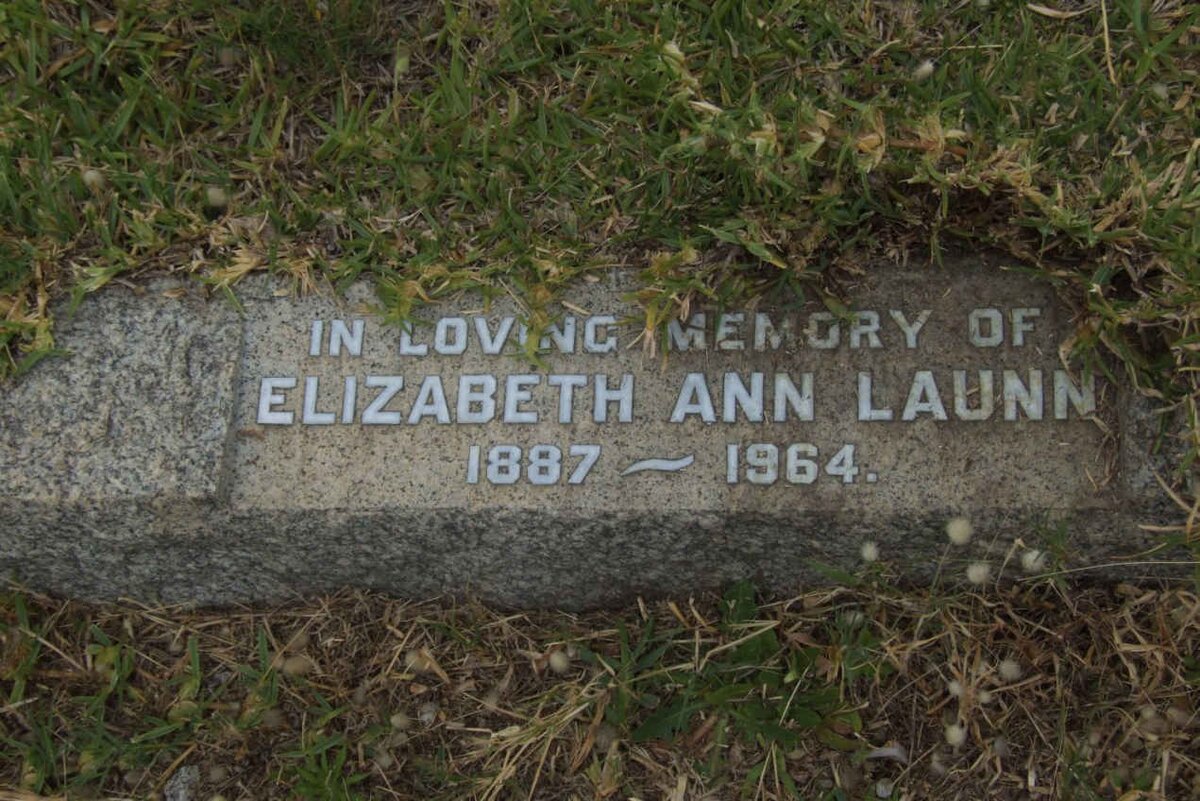 IN LOVING MEMORY OF
ELIZABETH ANN LAUNN
1887 ~ 1964.